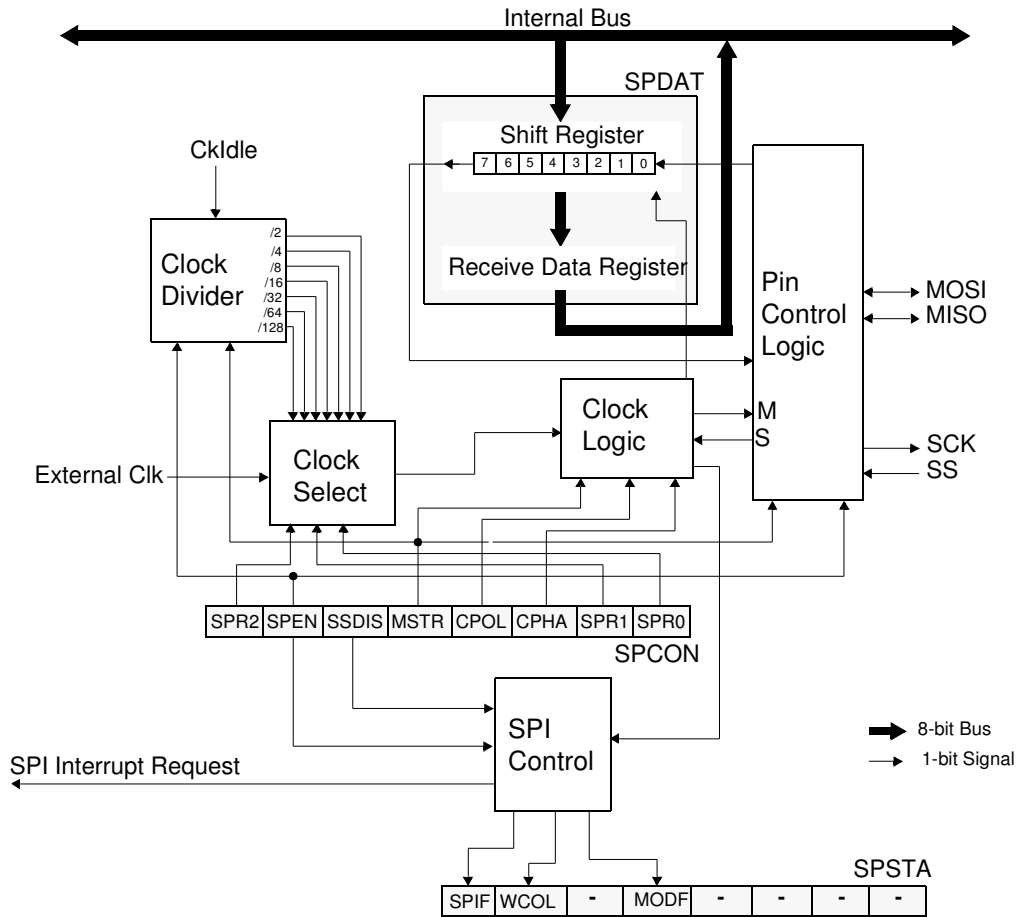 Internal Bus
SPDAT
Shift Register
7 6 5 4 3 2 1 0
CkIdle
Clock
Divider
/2
/4
/8
/16
/32
/64
/128
Receive Data Register
Pin
Control
Logic
MOSI
MISO
M
S
SCK
SS
Clock
Logic
External Clk
Clock
Select
SPR2 SPEN SSDIS MSTR CPOL CPHA SPR1 SPR0
SPCON
SPI
Control
8-bit Bus
1-bit Signal
SPI Interrupt Request
SPSTA
SPIF WCOL - MODF - - - -